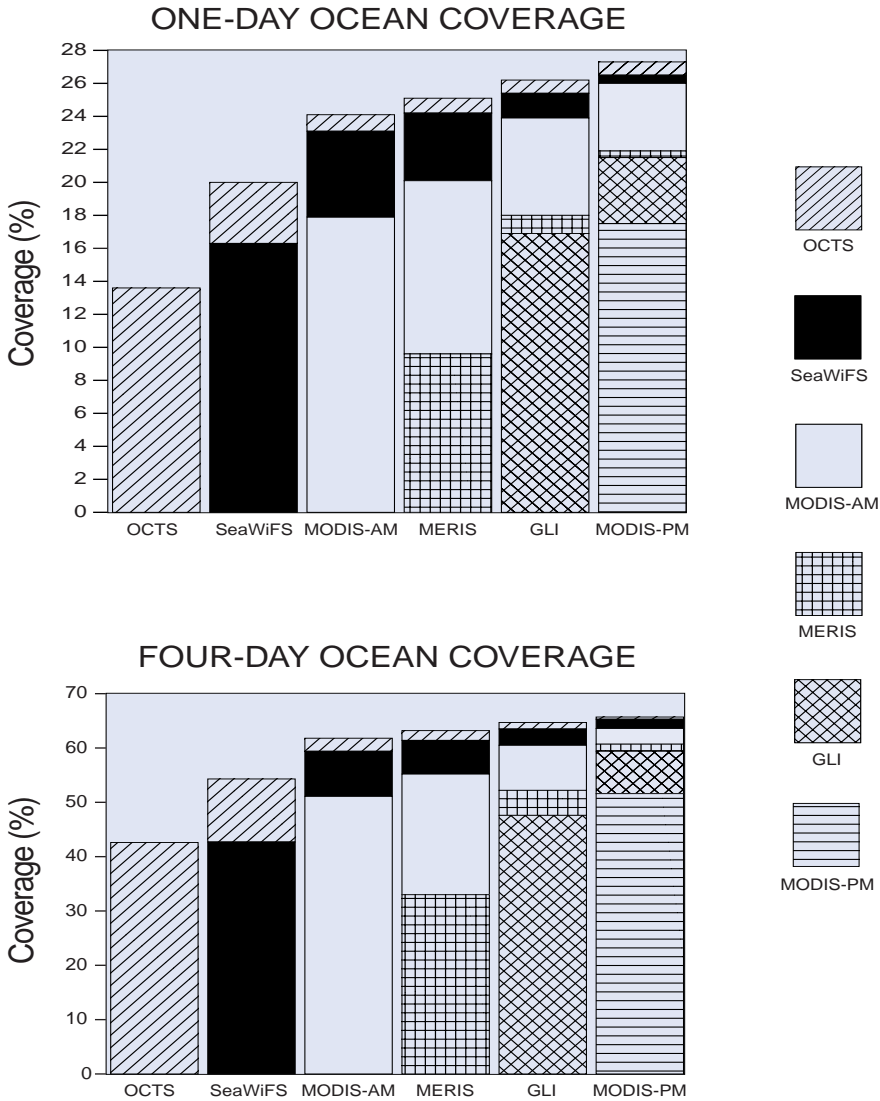 ONE-DAY OCEAN COVERAGE
Coverage (%)
28
26
24
22
20
18
16
14
12
10
8
6
4
2
0
OCTS SeaWiFS MODIS-AM MERIS GLI MODIS-PM
FOUR-DAY OCEAN COVERAGE
Coverage (%)
70
60
50
40
30
20
10
0
OCTS SeaWiFS MODIS-AM MERIS GLI MODIS-PM
OCTS
SeaWiFS
MODIS-AM
MERIS
GLI
MODIS-PM